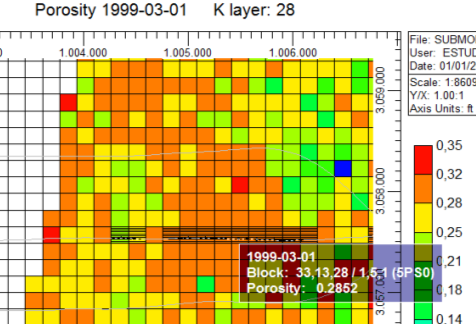 Porosity 1999-03-01 K layer: 28
1.004.000 1.005.000 1.006.000
File: SUBMO
User: ESTUD
Date: 01/01/2
Scale: 1:8609
Y/X: 1.00:1
Axis Units: ft
3.059.000
3.058.000
3.057.00
0,35
0,32
0,28
0,25
0,21
0,18
0,14
1999-03-01
Block: 33,13,28 / 1,5,1 (5PS0)
Porosity: 0.2852